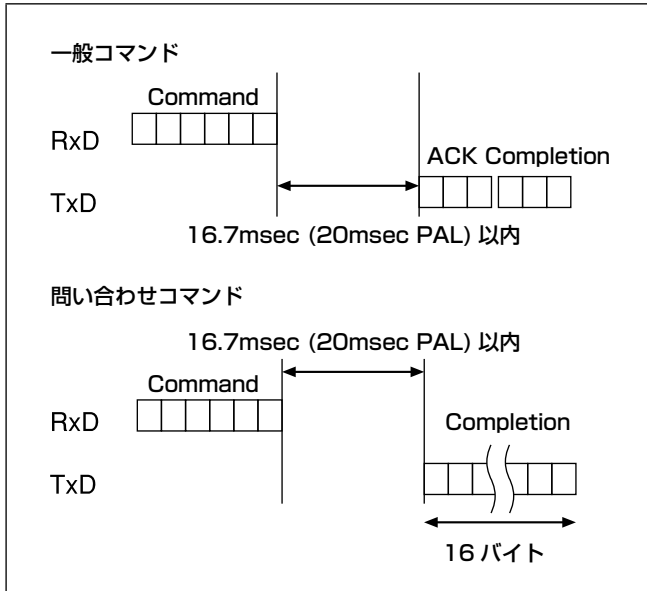 一般コマンド
Command
RxD
ACK Completion
TxD
16.7msec (20msec PAL) 以内
問い合わせコマンド
16.7msec (20msec PAL) 以内
Command
RxD
Completion
TxD
16 バイト